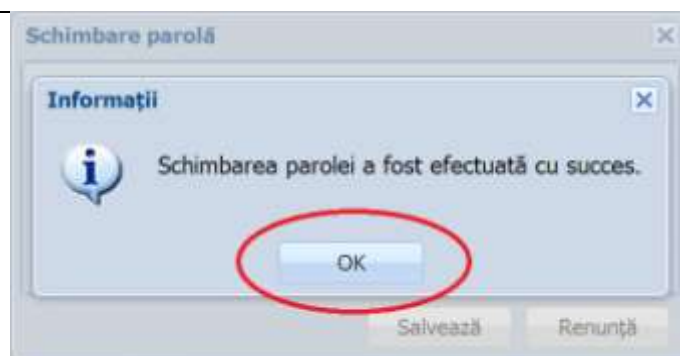 Schimbare parolă
Informații
Schimbarea parolei a fost efectuată cu succes.
OK
Salvează Renunță